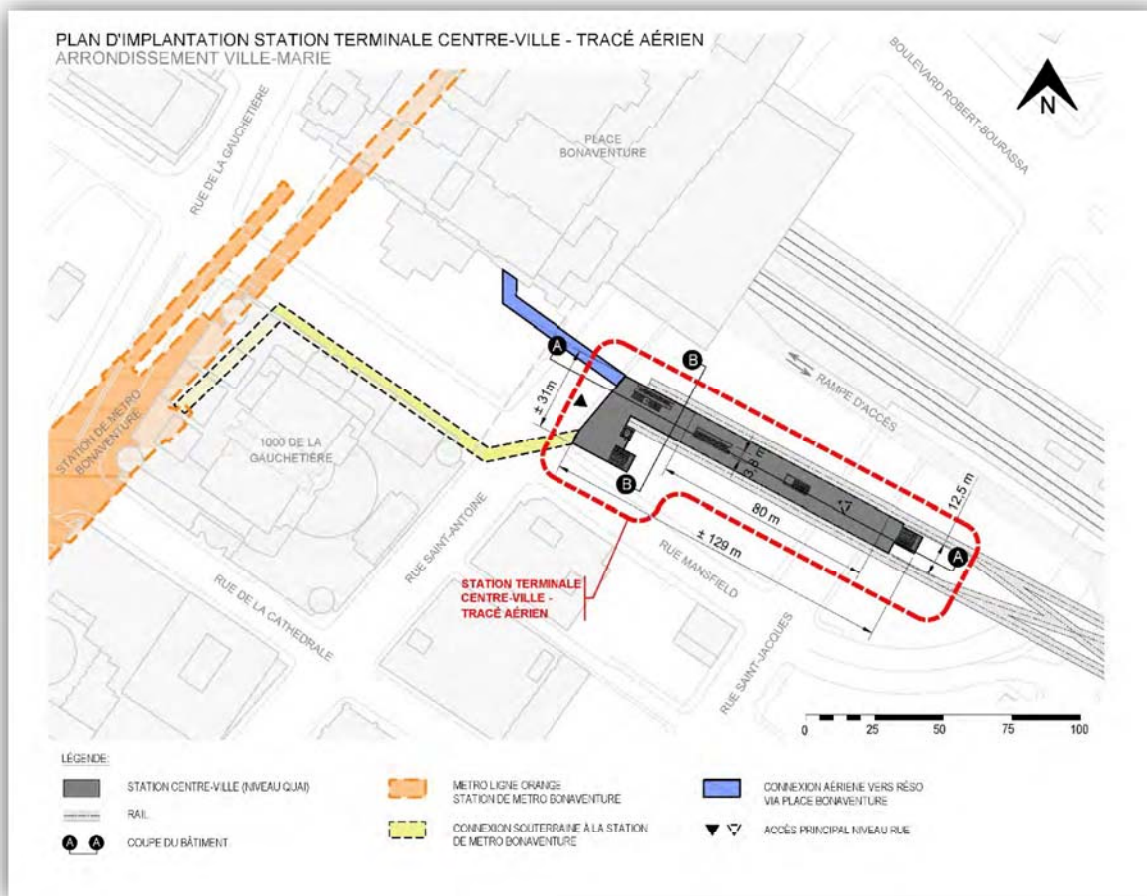 PLAN D'IMPLANTATION STATION TERMINALE CENTRE-VILLE - TRACÉ AÉRIEN
ARRONDISSEMENT VILLE-MARIE
BOULEVARD ROBERT-BOURASSA
N
RUE DE LA GAUCHETIÈRE
PLACE
BONAVENTURE
A
B
RAMPE D'ACCÈS
± 31m
STATION DE METRO
BONAVENTURE
1000 DE LA
GAUCHETIÈRE
3,8 m
B
12,5 m
80 m
A
± 129 m
RUE SAINT-ANTOINE
RUE MANSFIELD
STATION TERMINALE
CENTRE-VILLE -
TRACÉ AÉRIEN
RUE DE LA CATHEDRALE
RUE SAINT-JACQUES
0 25 50 75 100
LÉGENDE:
STATION CENTRE-VILLE (NIVEAU QUAI)
RAIL
A A COUPE DU BÂTIMENT
METRO LIGNE ORANGE
STATION DE METRO BONAVENTURE
CONNEXION SOUTERRAINE À LA STATION
DE METRO BONAVENTURE
CONNEXION AÉRIENE VERS RÉSO
VIA PLACE BONAVENTURE
ACCÈS PRINCIPAL NIVEAU RUE